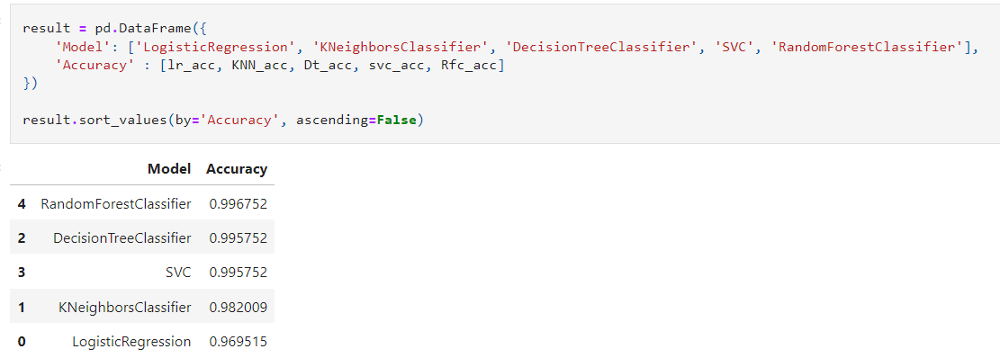 result = pd.DataFrame({
    'Model': ['LogisticRegression', 'KNeighborsClassifier', 'DecisionTreeClassifier', 'SVC', 'RandomForestClassifier'],
    'Accuracy' : [lr_acc, KNN_acc, Dt_acc, svc_acc, Rfc_acc]
})
result.sort_values(by='Accuracy', ascending=False)
Model Accuracy
4 RandomForestClassifier 0.996752
2 DecisionTreeClassifier 0.995752
3 SVC 0.995752
1 KNeighborsClassifier 0.982009
0 LogisticRegression 0.969515